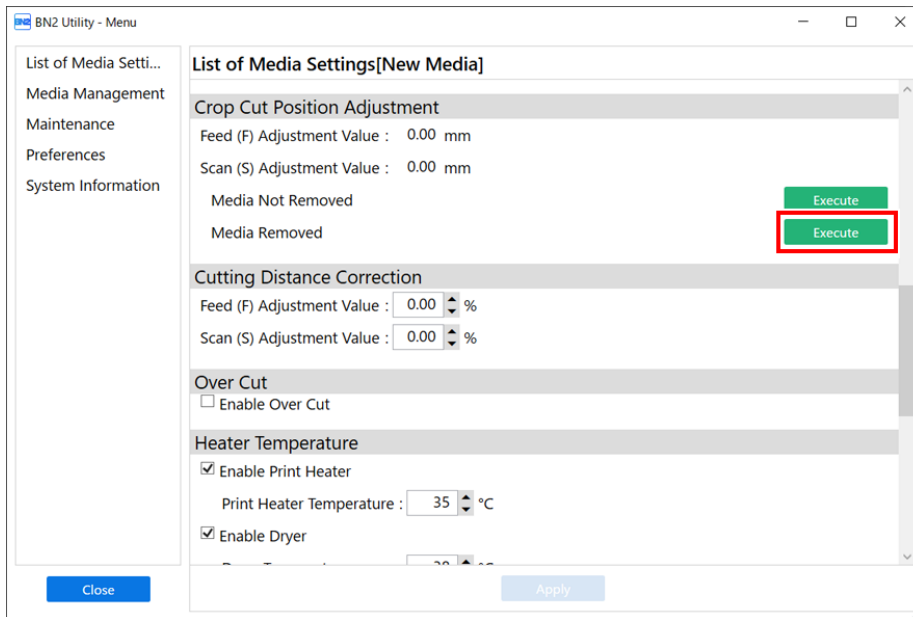 BN2 BN2 Utility - Menu
List of Media Setti...
Media Management
Maintenance
Preferences
System Information
List of Media Settings[New Media]
Crop Cut Position Adjustment
Feed (F) Adjustment Value : 0.00 mm
Scan (S) Adjustment Value : 0.00 mm
Media Not Removed Execute
Media Removed Execute
Cutting Distance Correction
Feed (F) Adjustment Value : 0.00 %
Scan (S) Adjustment Value : 0.00 %
Over Cut
Enable Over Cut
Heater Temperature
Enable Print Heater
Print Heater Temperature : 35 °C
Enable Dryer
Close Apply